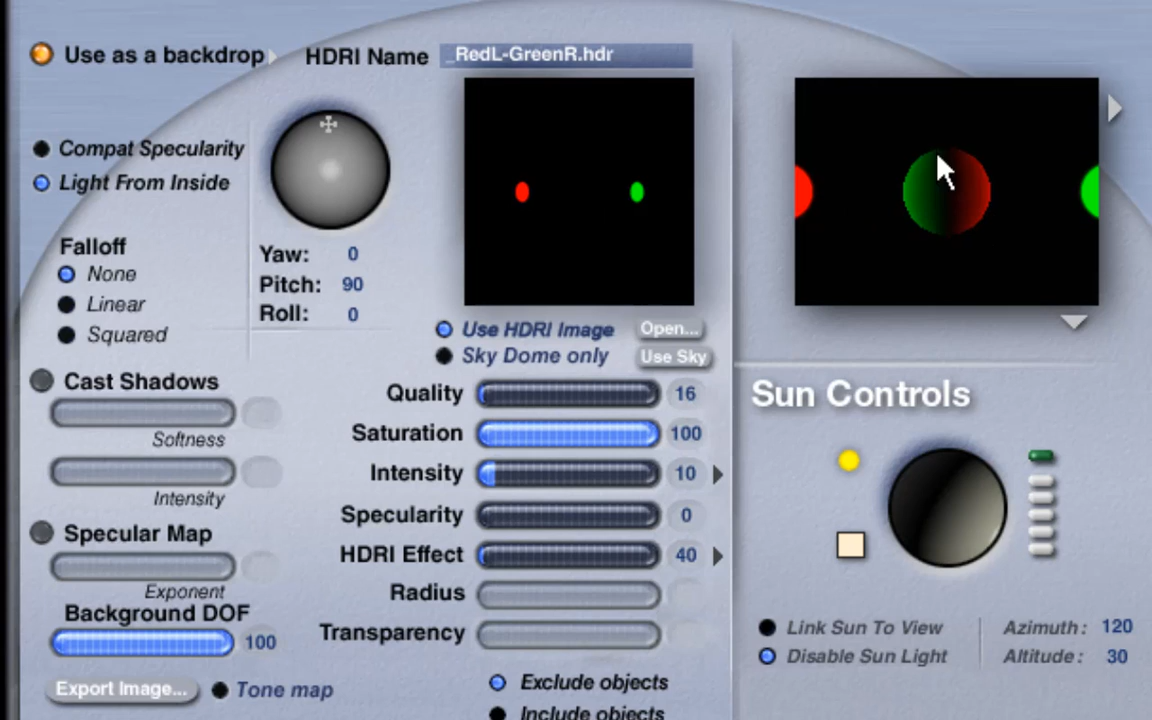 Use as a backdrop
HDRI Name
_RedL-GreenR.hdr
Compat Specularity
Light From Inside
Falloff
None
Linear
Squared
Yaw: 0
Pitch: 90
Roll: 0
Use HDRI Image
Open...
Sky Dome only
Use Sky
Cast Shadows
Softness
Intensity
Specular Map
Exponent
Background DOF
100
Export Image...
Tone map
Quality 16
Saturation 100
Intensity 10
Specularity 0
HDRI Effect 40
Radius
Transparency
Exclude objects
Include objects
Sun Controls
Link Sun To View
Disable Sun Light
Azimuth: 120
Altitude: 30